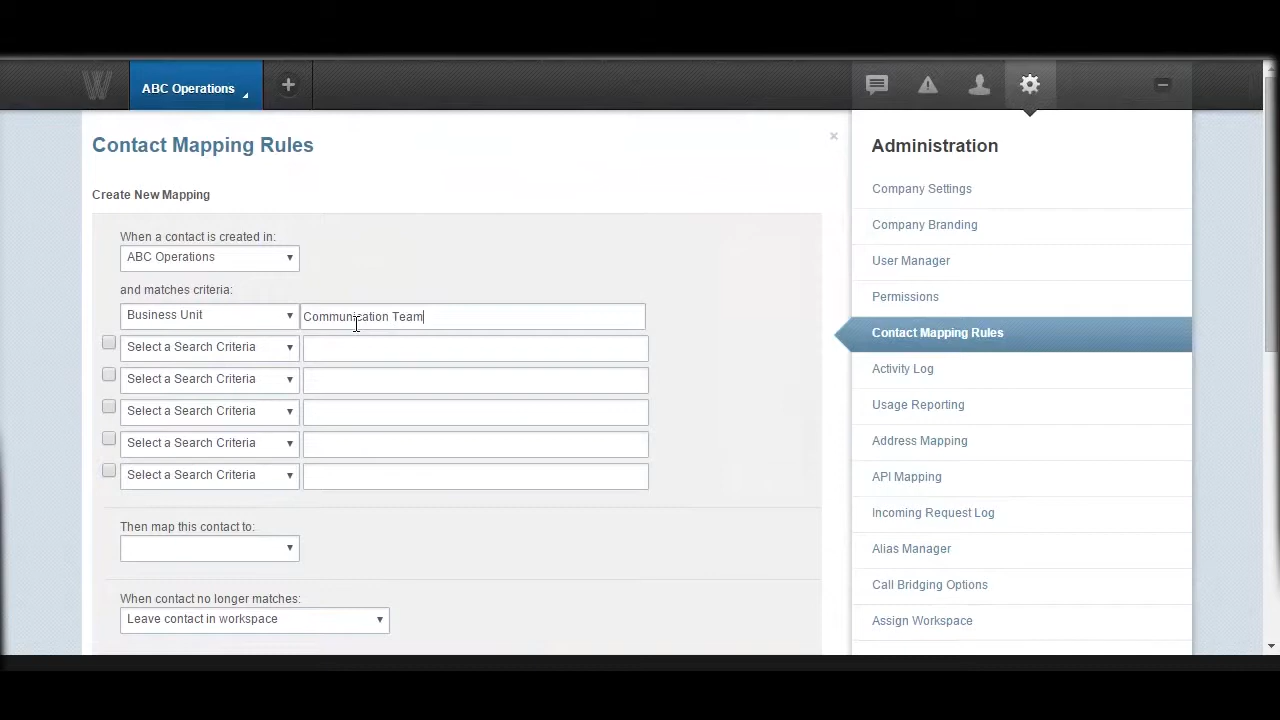 W
ABC Operations
Contact Mapping Rules
×
Create New Mapping
When a contact is created in:
ABC Operations
and matches criteria:
Business Unit Communication Team
Select a Search Criteria
Select a Search Criteria
Select a Search Criteria
Select a Search Criteria
Select a Search Criteria
Then map this contact to:
When contact no longer matches:
Leave contact in workspace
Administration
Company Settings
Company Branding
User Manager
Permissions
Contact Mapping Rules
Activity Log
Usage Reporting
Address Mapping
API Mapping
Incoming Request Log
Alias Manager
Call Bridging Options
Assign Workspace